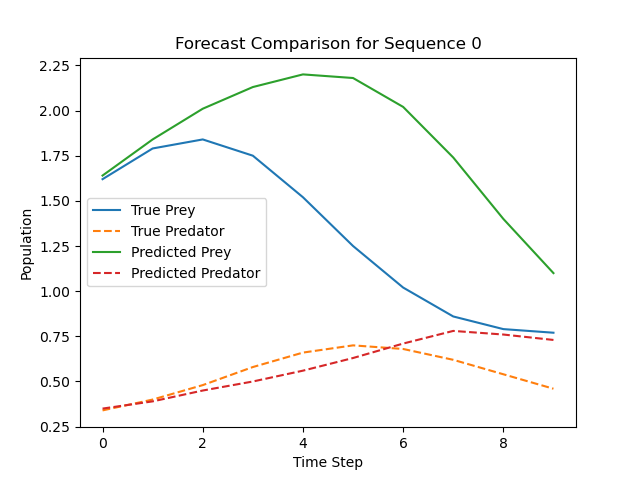 Forecast Comparison for Sequence 0
2.25
2.00
1.75
1.50
1.25
1.00
0.75
0.50
0.25
Population
True Prey
True Predator
Predicted Prey
Predicted Predator
0 2 4 6 8
Time Step